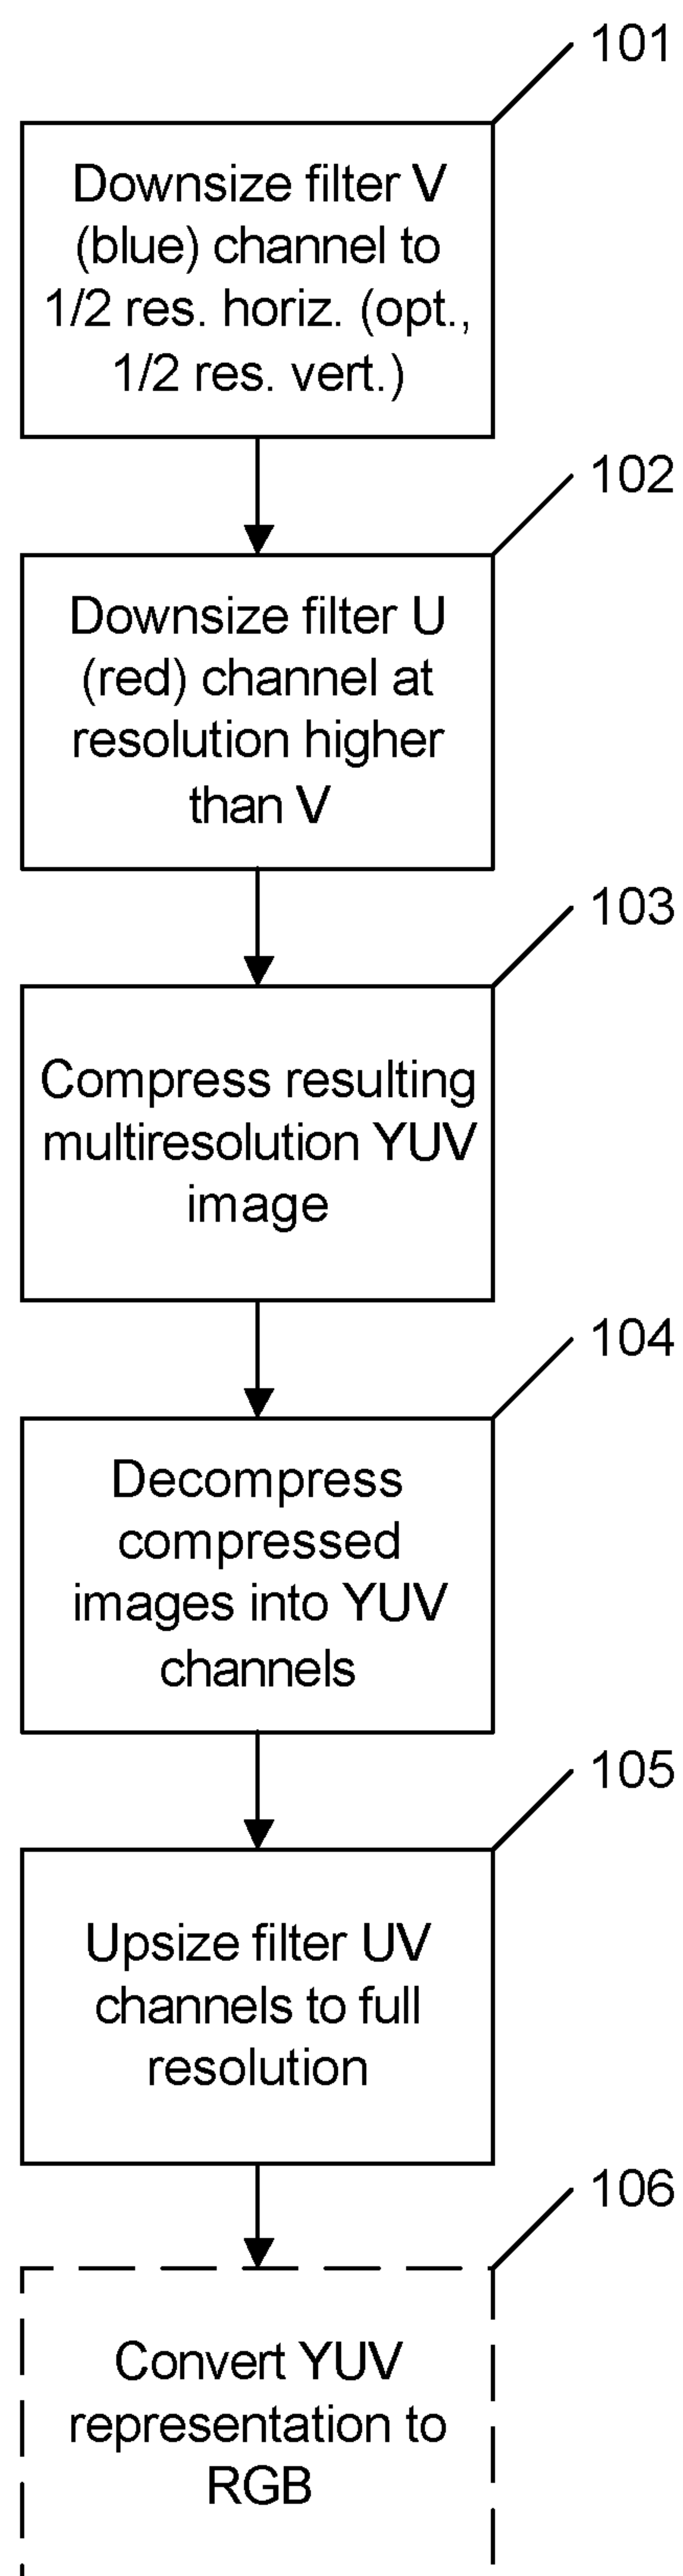 101
Downsize filter V
(blue) channel to
1/2 res. horiz. (opt.,
1/2 res. vert.)
102
Downsize filter U
(red) channel at
resolution higher
than V
103
Compress resulting
multiresolution YUV
image
104
Decompress
compressed
images into YUV
channels
105
Upsize filter UV
channels to full
resolution
106
Convert YUV
representation to
RGB